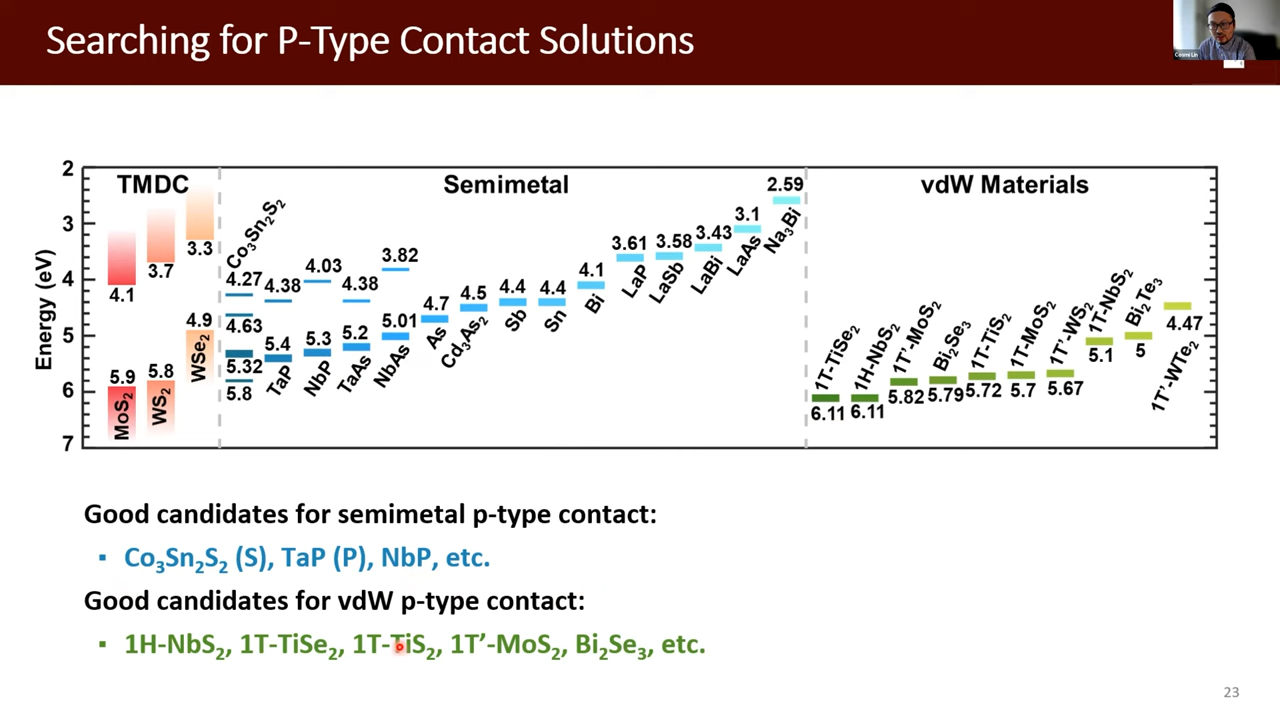 Searching for P-Type Contact Solutions
Cosmi Lin
Energy (eV)
2
3
4
5
6
7
TMDC
Semimetal
vdW Materials
4.1
5.9
MoS₂
3.7
5.8
WS₂
3.3
4.9
WSe₂
Co₃Sn₂S₂
4.27
4.63
5.32
5.8
4.38
5.4
TaP
4.03
5.3
NbP
4.38
5.2
TaAs
3.82
5.01
NbAs
4.7
As
4.5
Cd₃As₂
4.4
Sb
4.4
Sn
4.1
Bi
3.61
LaP
3.58
LaSb
3.43
LaBi
3.1
LaAs
2.59
Na₃Bi
1T-TiSe₂
6.11
1H-NbS₂
6.11
1T’-MoS₂
5.82
Bi₂Se₃
5.79
1T-TiS₂
5.72
1T-MoS₂
5.7
1T’-WS₂
5.67
1T-NbS₂
5.1
Bi₂Te₃
5
4.47
1T’-WTe₂
Good candidates for semimetal p-type contact:
▪ Co₃Sn₂S₂ (S), TaP (P), NbP, etc.
Good candidates for vdW p-type contact:
▪ 1H-NbS₂, 1T-TiSe₂, 1T-TiS₂, 1T’-MoS₂, Bi₂Se₃, etc.
23